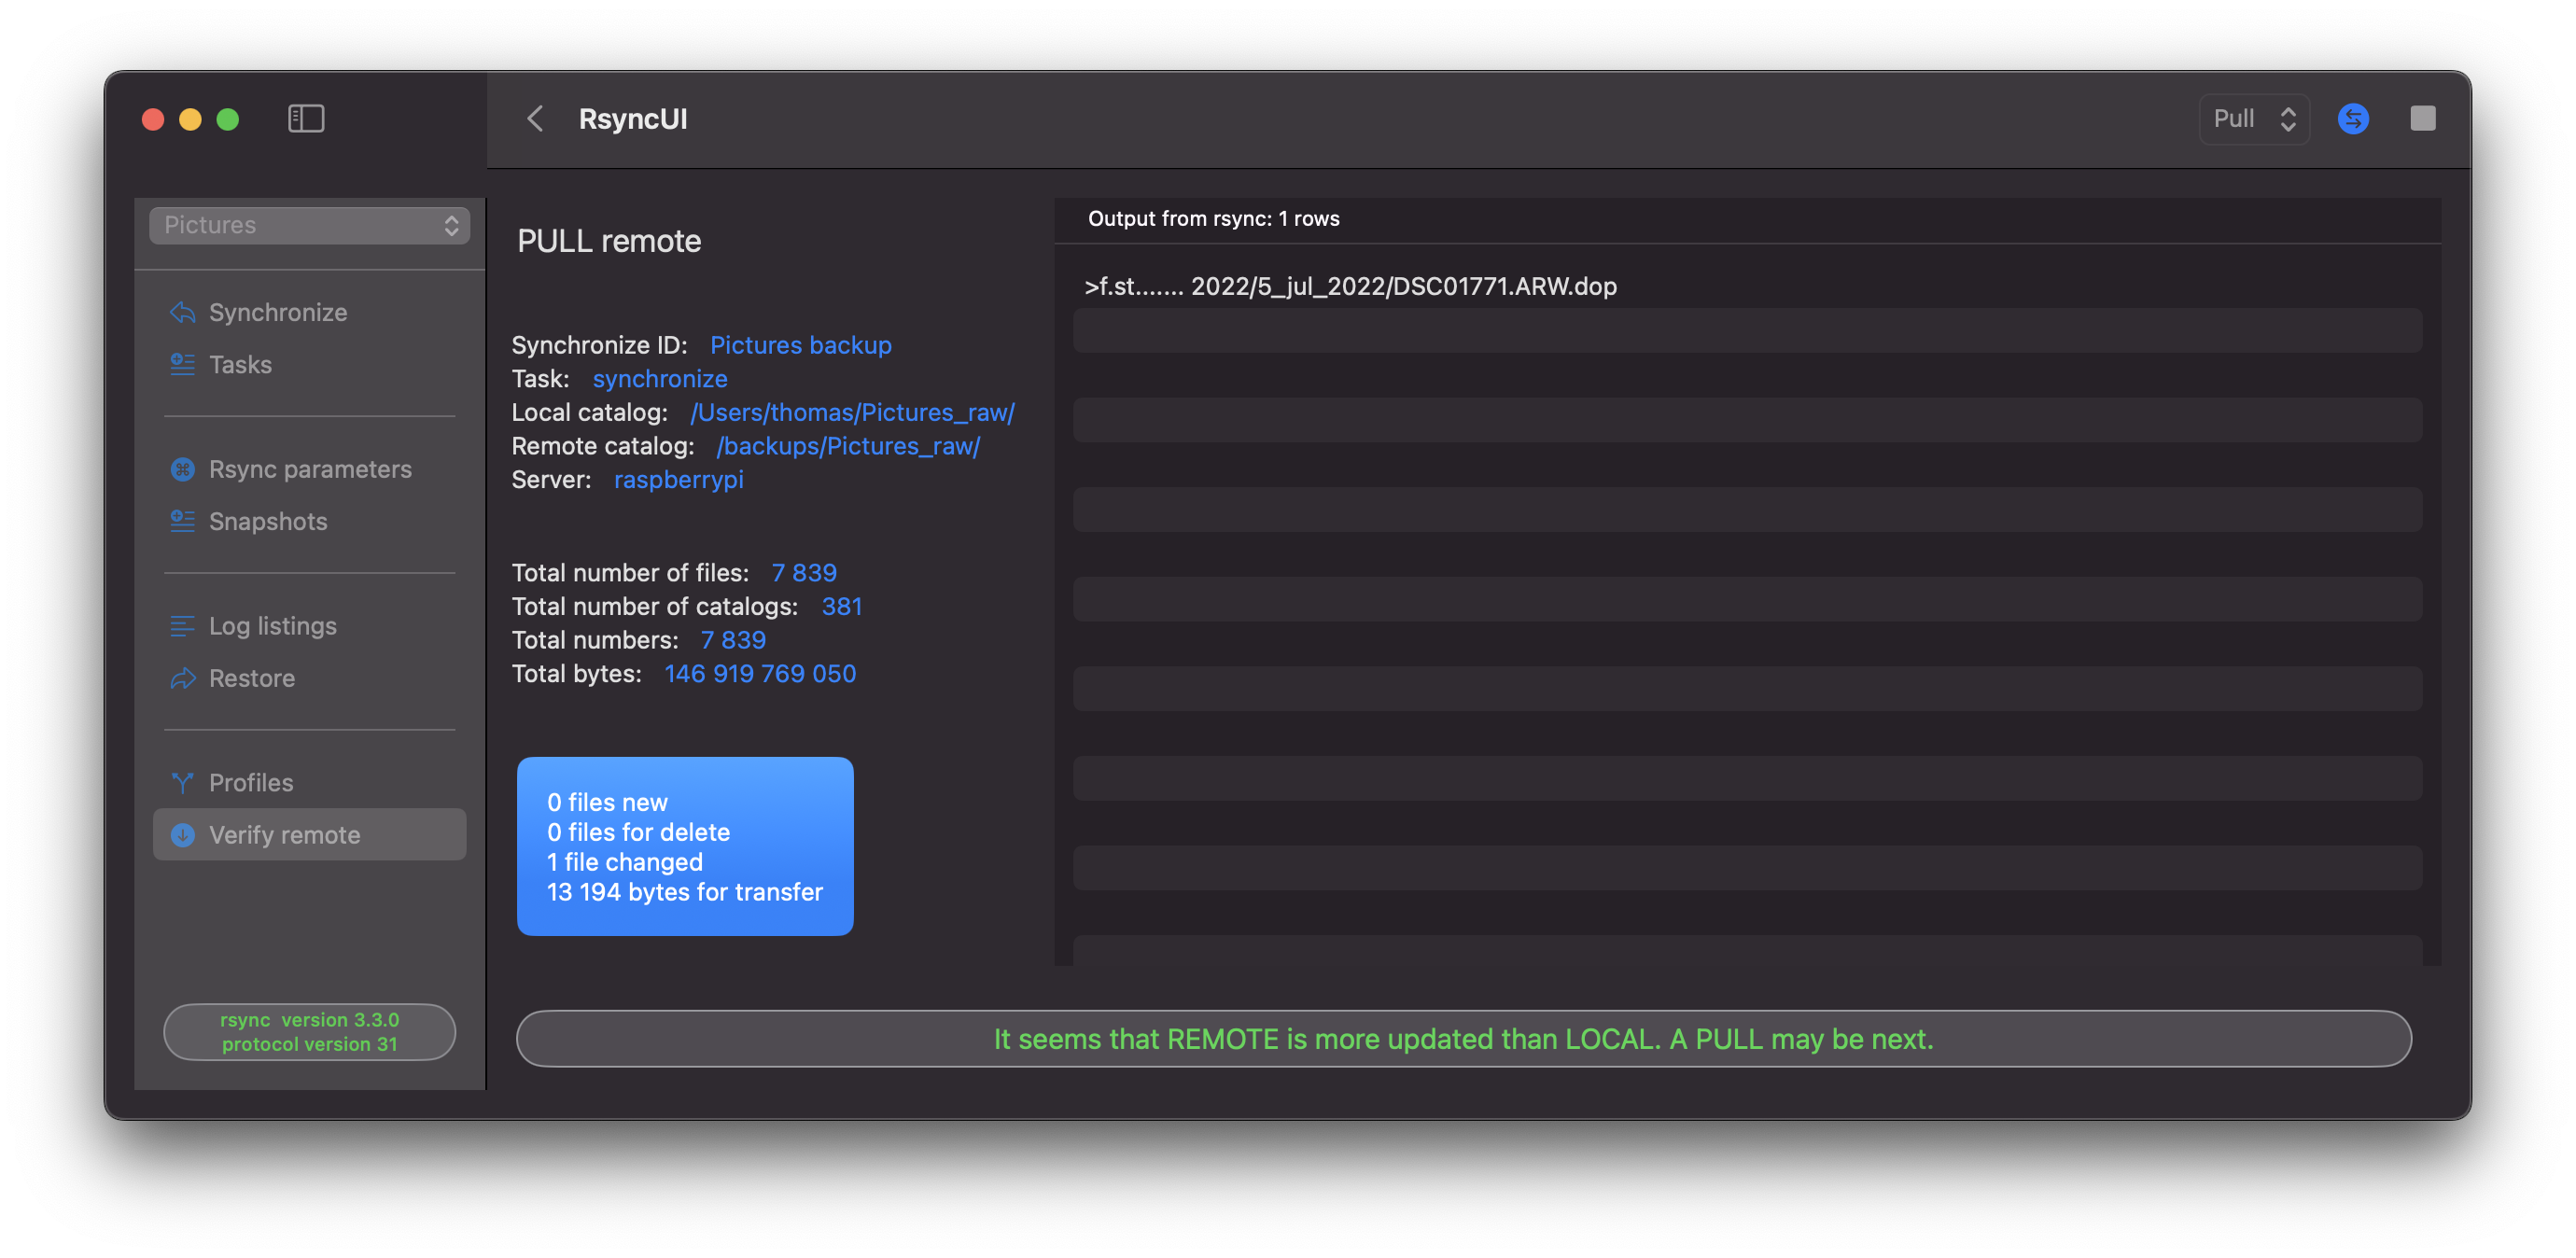 RsyncUI
Pull
Pictures
Synchronize
Tasks
Rsync parameters
Snapshots
Log listings
Restore
Profiles
Verify remote
rsync  version 3.3.0
protocol version 31
PULL remote
Synchronize ID: Pictures backup
Task: synchronize
Local catalog: /Users/thomas/Pictures_raw/
Remote catalog: /backups/Pictures_raw/
Server: raspberrypi
Total number of files: 7 839
Total number of catalogs: 381
Total numbers: 7 839
Total bytes: 146 919 769 050
0 files new
0 files for delete
1 file changed
13 194 bytes for transfer
Output from rsync: 1 rows
>f.st....... 2022/5_jul_2022/DSC01771.ARW.dop
It seems that REMOTE is more updated than LOCAL. A PULL may be next.